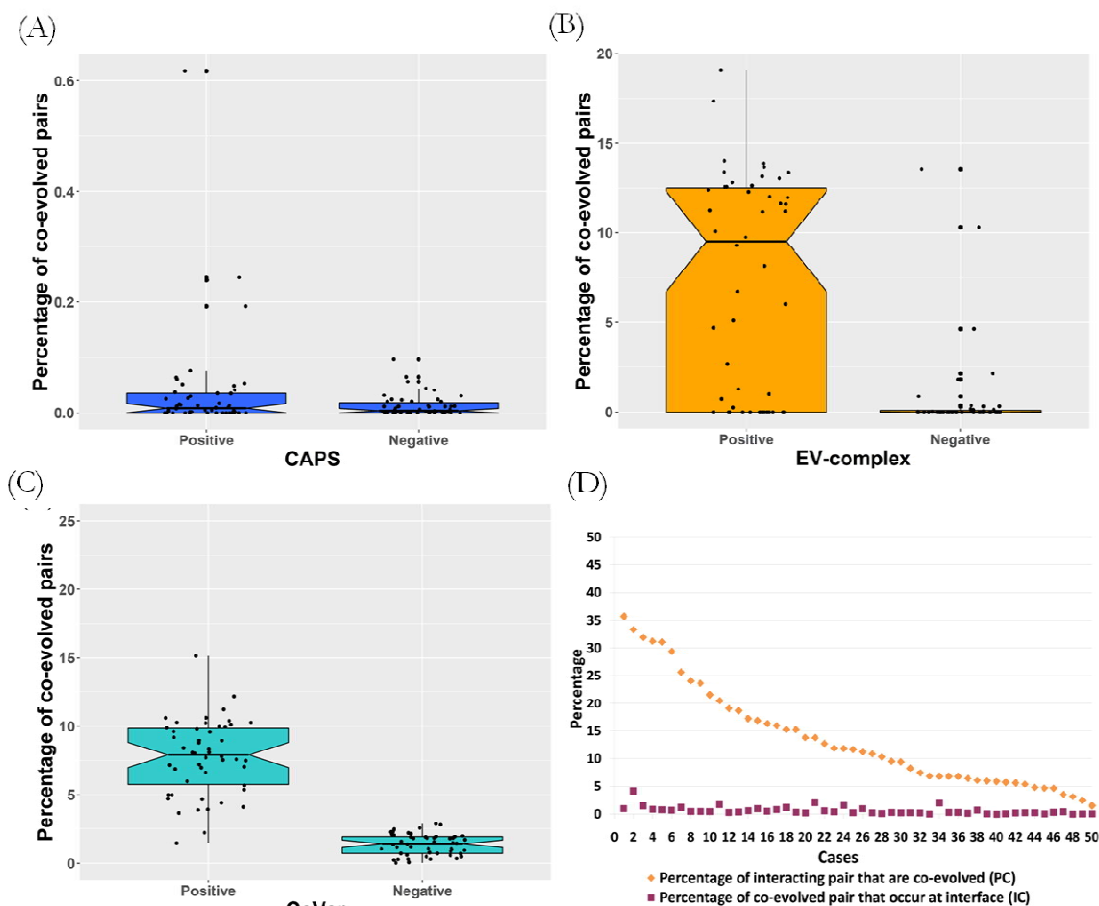 (A)
Percentage of co-evolved pairs
0.6
0.4
0.2
0.0
Positive Negative
CAPS
(B)
Percentage of co-evolved pairs
20
15
10
5
0
Positive Negative
EV-complex
(C)
Percentage of co-evolved pairs
25
20
15
10
5
0
Positive Negative
(D)
Percentage
50
45
40
35
30
25
20
15
10
5
0
0 2 4 6 8 10 12 14 16 18 20 22 24 26 28 30 32 34 36 38 40 42 44 46 48 50
Cases
Percentage of interacting pair that are co-evolved (PC)
Percentage of co-evolved pair that occur at interface (IC)